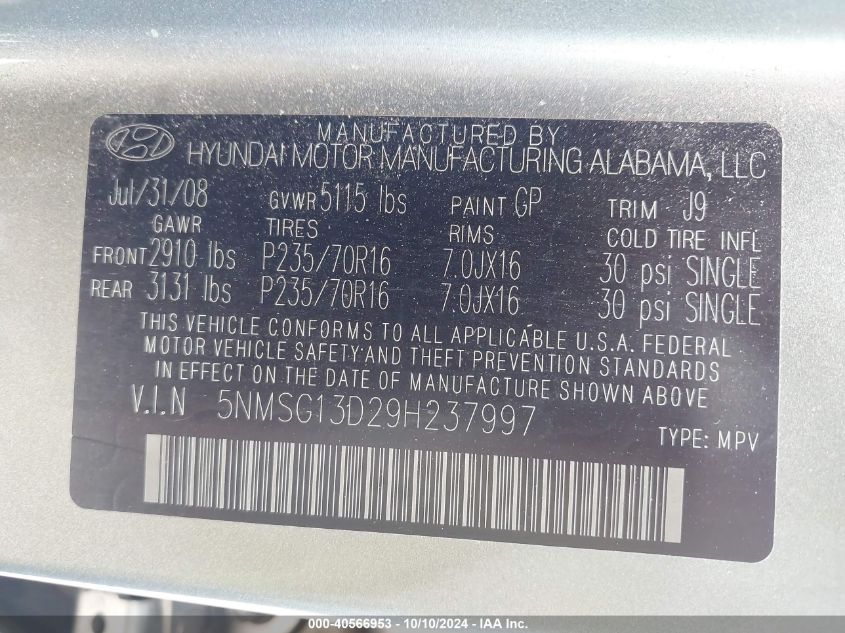 MANUFACTURED BY
HYUNDAI MOTOR MANUFACTURING ALABAMA, LLC
Jul/31/08 GVWR 5115 lbs PAINT GP TRIM J9
GAWR TIRES RIMS COLD TIRE INFL
FRONT 2910 lbs P235/70R16 7.0JX16 30 psi SINGLE
REAR 3131 lbs P235/70R16 7.0JX16 30 psi SINGLE
THIS VEHICLE CONFORMS TO ALL APPLICABLE U.S.A. FEDERAL
MOTOR VEHICLE SAFETY AND THEFT PREVENTION STANDARDS
IN EFFECT ON THE DATE OF MANUFACTURE SHOWN ABOVE
V.I.N 5NMSG13D29H237997
TYPE: MPV
000-40566953 - 10/10/2024 - IAA Inc.